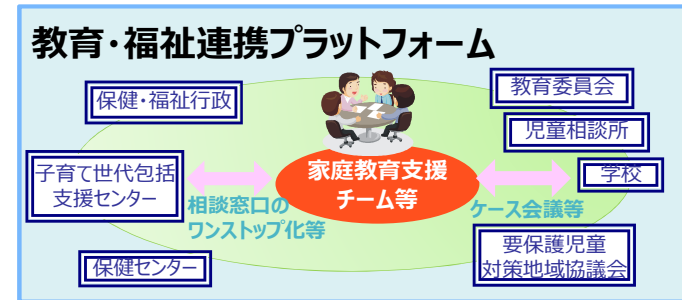 教育・福祉連携プラットフォーム
保健・福祉行政
子育て世代包括
支援センター
保健センター
相談窓口の
ワンストップ化等
家庭教育支援
チーム等
ケース会議等
教育委員会
児童相談所
学校
要保護児童
対策地域協議会